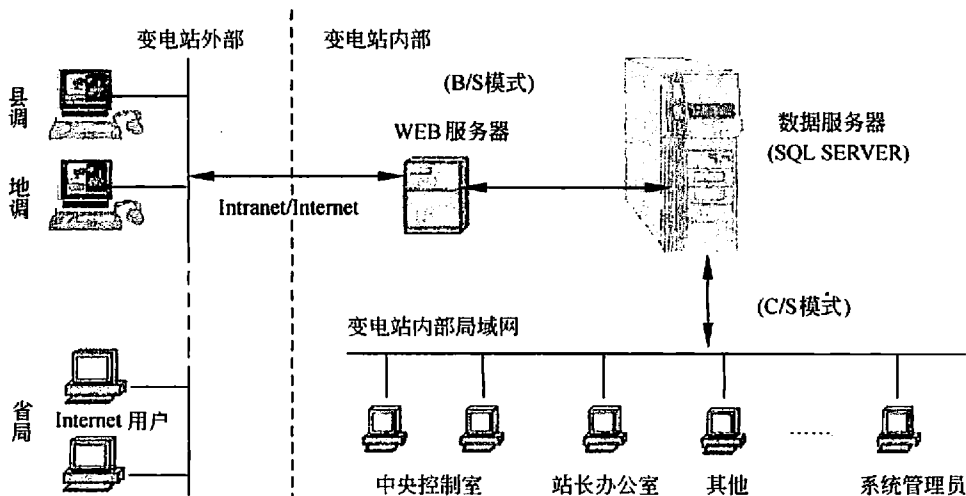 变电站外部
变电站内部
县调
地调
省局
(B/S模式)
WEB 服务器
数据服务器
(SQL SERVER)
Intranet/Internet
(C/S模式)
变电站内部局域网
Internet 用户
中央控制室
站长办公室
其他
……
系统管理员